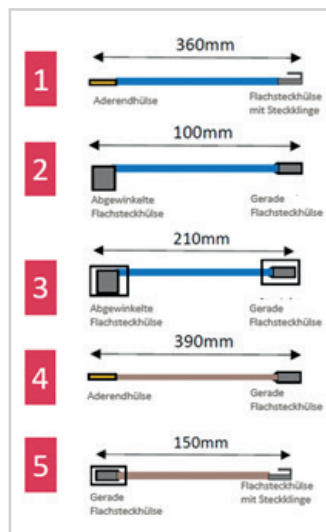 360mm
1
Aderendhülse
Flachsteckhülse
mit Steckklinge
100mm
2
Abgewinkelte
Flachsteckhülse
Gerade
Flachsteckhülse
210mm
3
Abgewinkelte
Flachsteckhülse
Gerade
Flachsteckhülse
390mm
4
Aderendhülse
Gerade
Flachsteckhülse
150mm
5
Gerade
Flachsteckhülse
Flachsteckhülse
mit Steckklinge